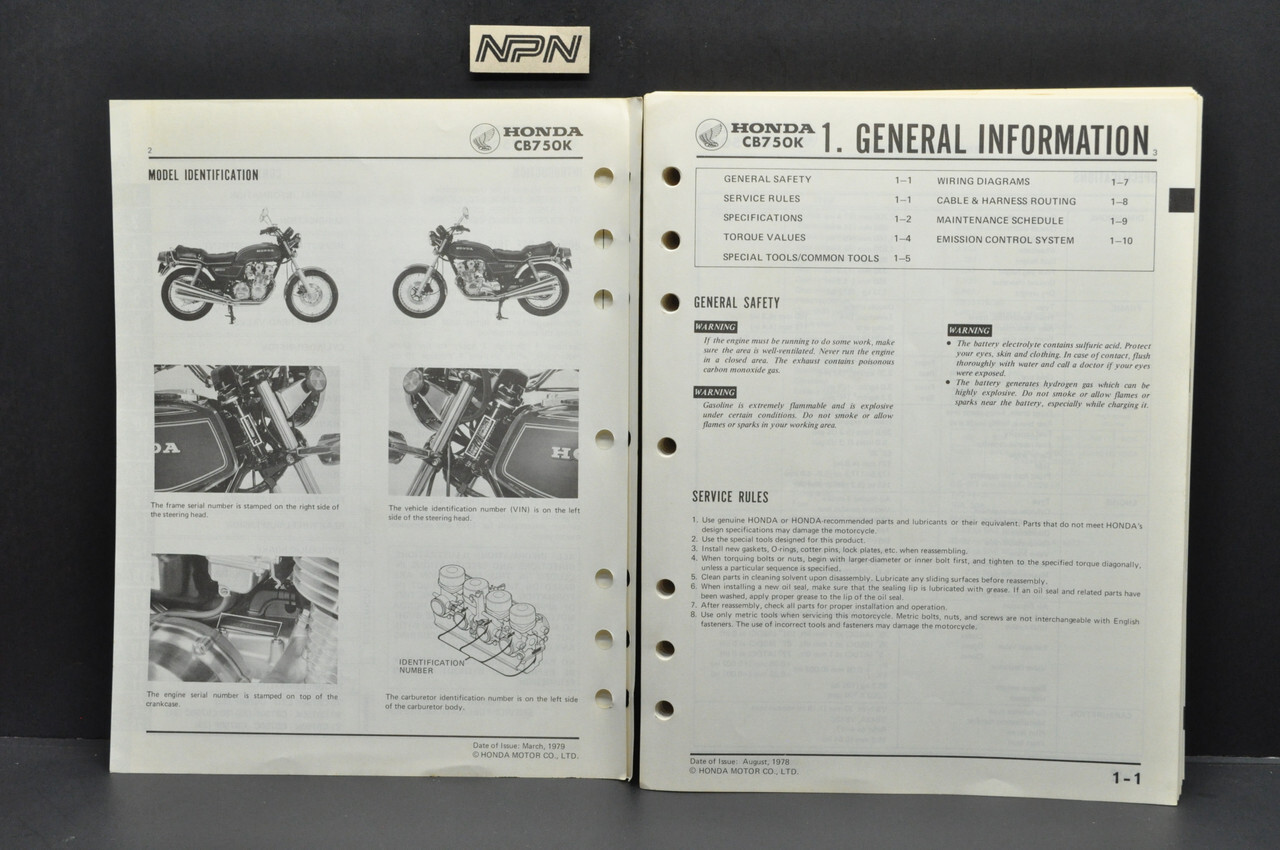 NPN
2
HONDA
CB750K
MODEL IDENTIFICATION
The frame serial number is stamped on the right side of
the steering head.
The vehicle identification number (VIN) is on the left
side of the steering head.
The engine serial number is stamped on top of the
crankcase.
IDENTIFICATION
NUMBER
The carburetor identification number is on the left side
of the carburetor body.
Date of Issue: March, 1979
© HONDA MOTOR CO., LTD.
HONDA
CB750K
1. GENERAL INFORMATION
3
GENERAL SAFETY 1–1
SERVICE RULES 1–1
SPECIFICATIONS 1–2
TORQUE VALUES 1–4
SPECIAL TOOLS/COMMON TOOLS 1–5
WIRING DIAGRAMS 1–7
CABLE & HARNESS ROUTING 1–8
MAINTENANCE SCHEDULE 1–9
EMISSION CONTROL SYSTEM 1–10
GENERAL SAFETY
WARNING
If the engine must be running to do some work, make
sure the area is well-ventilated. Never run the engine
in a closed area. The exhaust contains poisonous
carbon monoxide gas.
WARNING
Gasoline is extremely flammable and is explosive
under certain conditions. Do not smoke or allow
flames or sparks in your working area.
WARNING
• The battery electrolyte contains sulfuric acid. Protect
your eyes, skin and clothing. In case of contact, flush
thoroughly with water and call a doctor if your eyes
were exposed.
• The battery generates hydrogen gas which can be
highly explosive. Do not smoke or allow flames or
sparks near the battery, especially while charging it.
SERVICE RULES
1. Use genuine HONDA or HONDA-recommended parts and lubricants or their equivalent. Parts that do not meet HONDA's
design specifications may damage the motorcycle.
2. Use the special tools designed for this product.
3. Install new gaskets, O-rings, cotter pins, lock plates, etc. when reassembling.
4. When torquing bolts or nuts, begin with larger-diameter or inner bolt first, and tighten to the specified torque diagonally,
unless a particular sequence is specified.
5. Clean parts in cleaning solvent upon disassembly. Lubricate any sliding surfaces before reassembly.
6. When installing a new oil seal, make sure that the sealing lip is lubricated with grease. If an oil seal and related parts have
been washed, apply proper grease to the lip of the oil seal.
7. After reassembly, check all parts for proper installation and operation.
8. Use only metric tools when servicing this motorcycle. Metric bolts, nuts, and screws are not interchangeable with English
fasteners. The use of incorrect tools and fasteners may damage the motorcycle.
Date of Issue: August, 1978
© HONDA MOTOR CO., LTD.
1-1